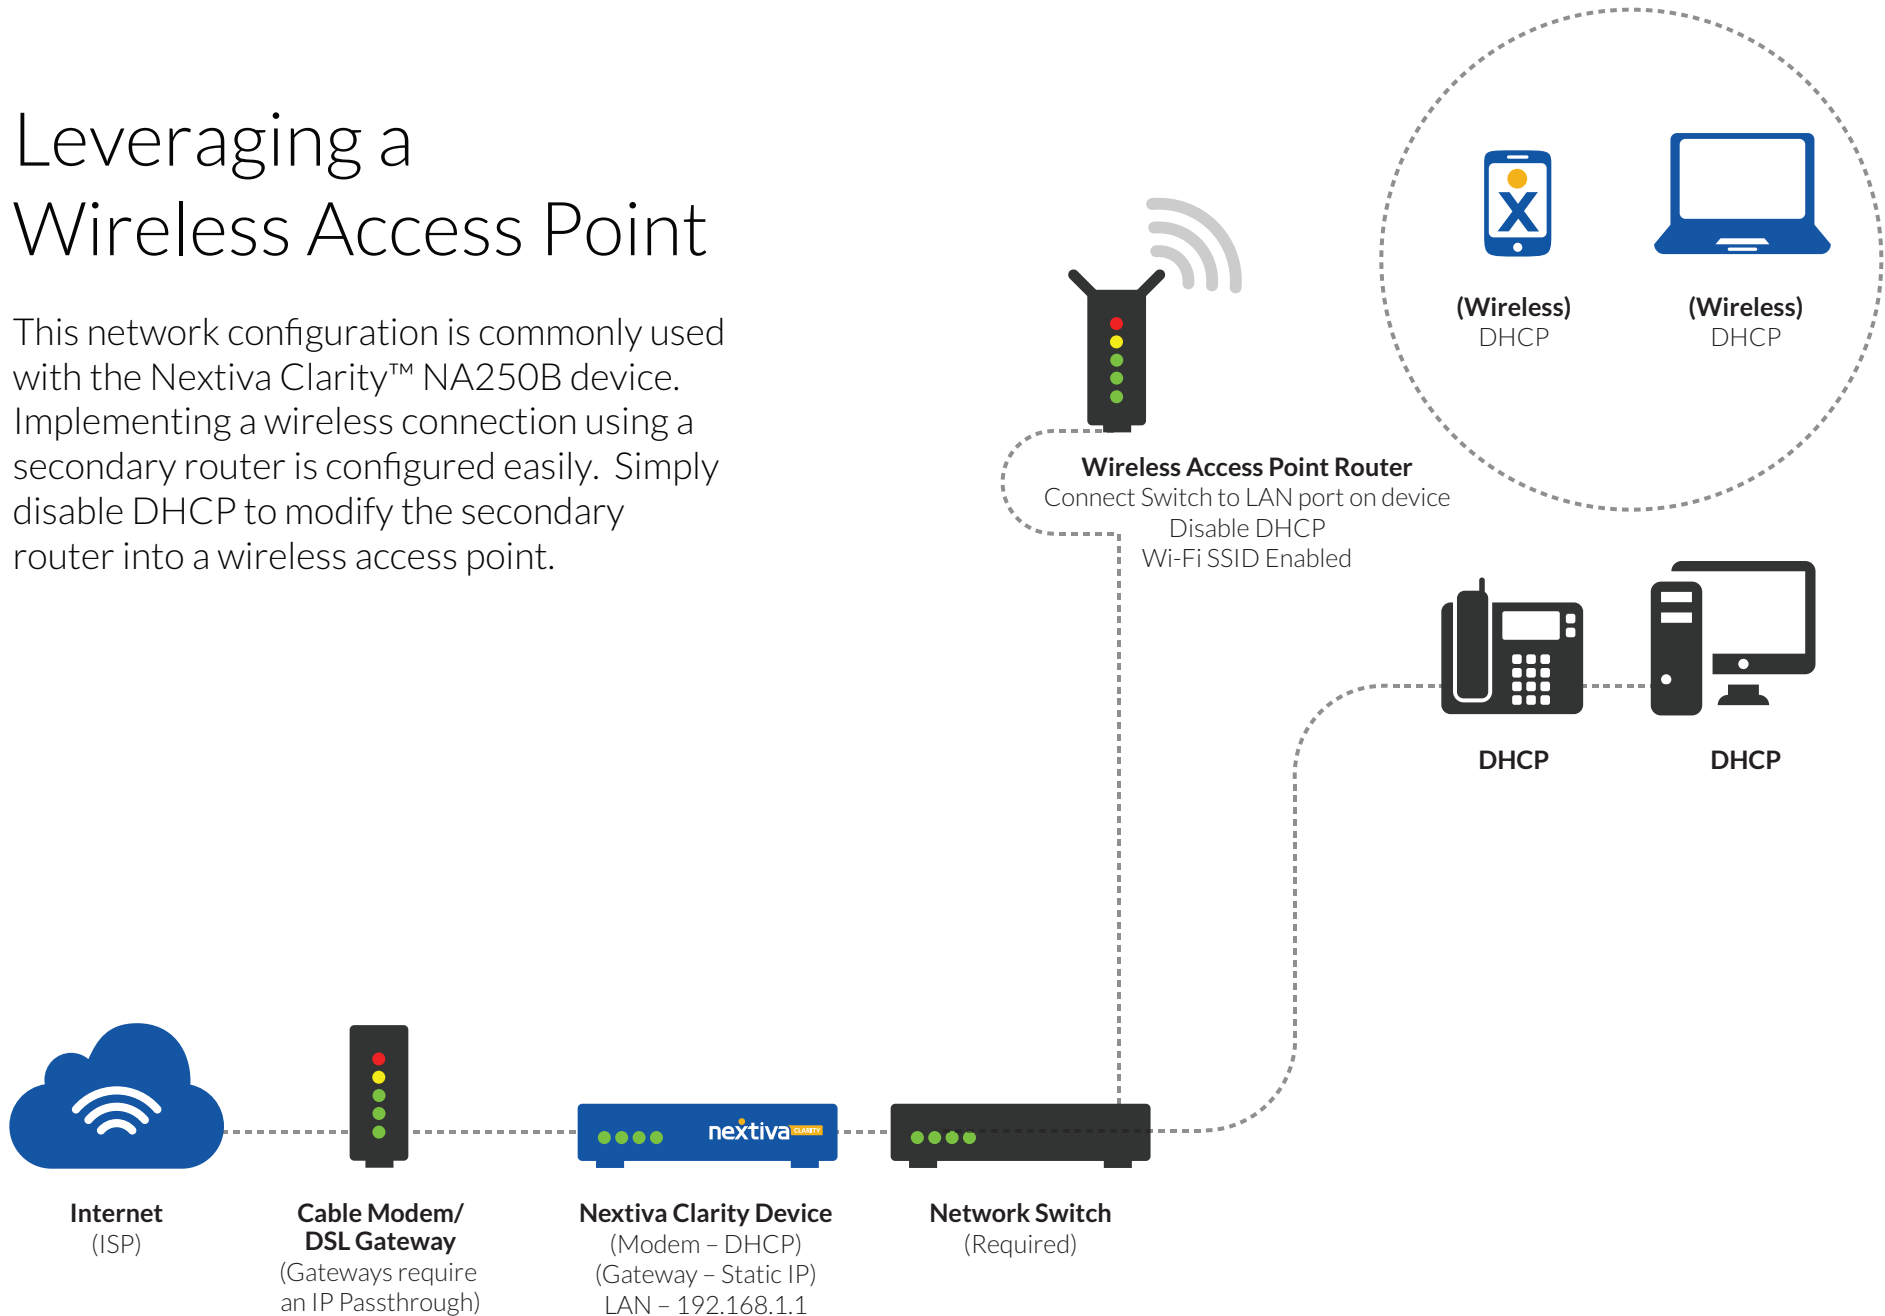 Leveraging a
Wireless Access Point
This network configuration is commonly used
with the Nextiva Clarity™ NA250B device.
Implementing a wireless connection using a
secondary router is configured easily.  Simply
disable DHCP to modify the secondary
router into a wireless access point.
(Wireless)
DHCP
(Wireless)
DHCP
Wireless Access Point Router
Connect Switch to LAN port on device
Disable DHCP
Wi-Fi SSID Enabled
DHCP
DHCP
nextiva CLARITY
Internet
(ISP)
Cable Modem/
DSL Gateway
(Gateways require
an IP Passthrough)
Nextiva Clarity Device
(Modem – DHCP)
(Gateway – Static IP)
LAN – 192.168.1.1
Network Switch
(Required)